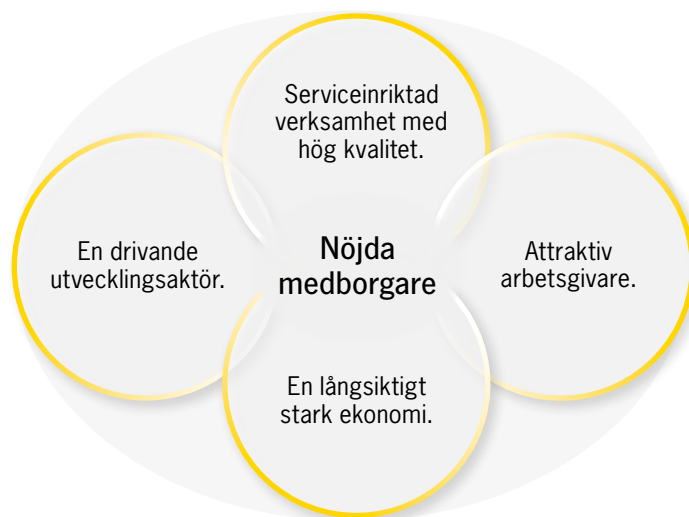 Serviceinriktad
verksamhet med
hög kvalitet.
En drivande
utvecklingsaktör.
Nöjda
medborgare
Attraktiv
arbetsgivare.
En långsiktigt
stark ekonomi.